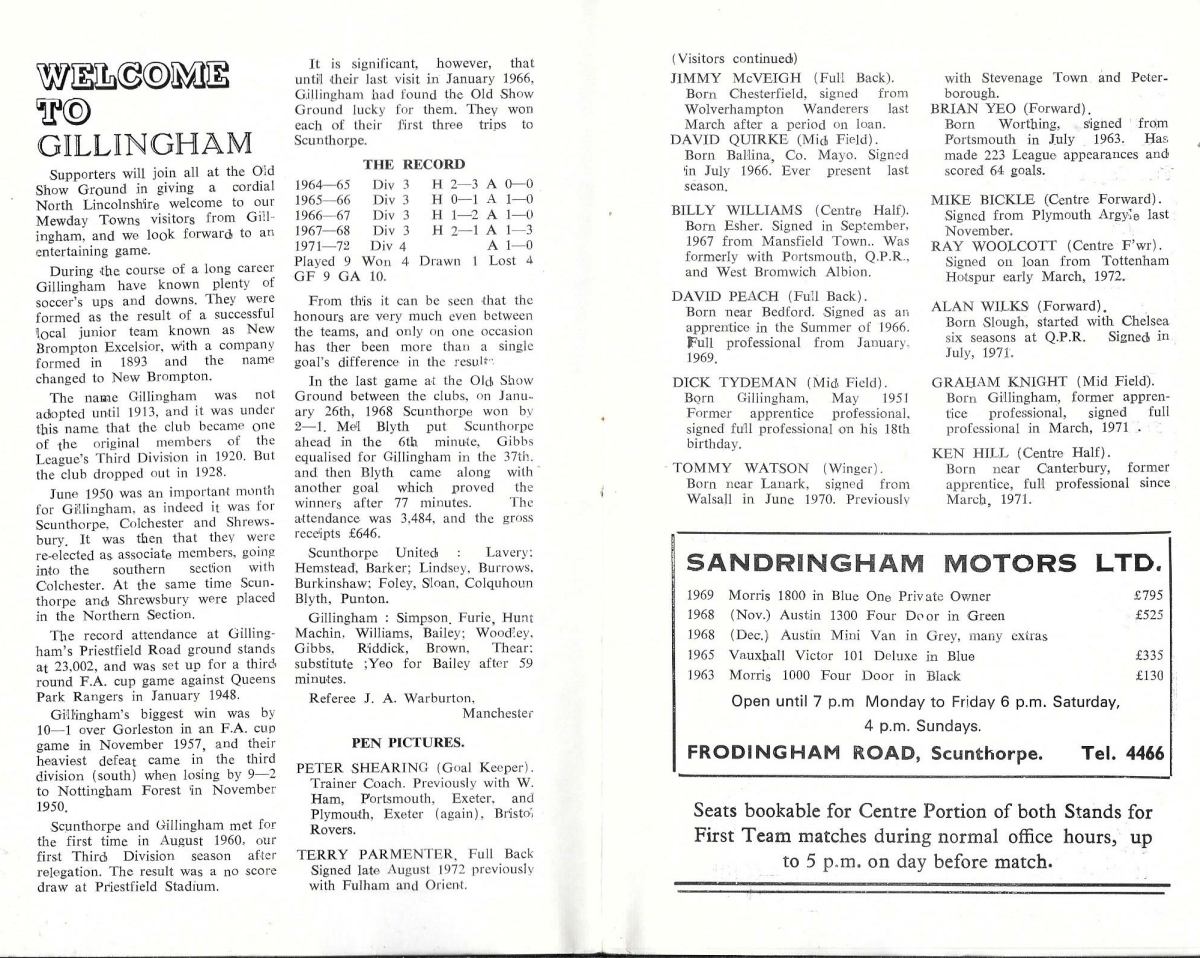 WELCOME
TO
GILLINGHAM
Supporters will join all at the Old
Show Ground in giving a cordial
North Lincolnshire welcome to our
Mewday Towns visitors from Gill-
ingham, and we look forward to an
entertaining game.
During the course of a long career
Gillingham have known plenty of
soccer's ups and downs. They were
formed as the result of a successful
local junior team known as New
Brompton Excelsior, with a company
formed in 1893 and the name
changed to New Brompton.
The name Gillingham was not
adopted until 1913, and it was under
this name that the club became one
of the original members of the
League's Third Division in 1920. But
the club dropped out in 1928.
June 1950 was an important month
for Gillingham, as indeed it was for
Scunthorpe, Colchester and Shrews-
bury. It was then that they were
re-elected as associate members, going
into the southern section with
Colchester. At the same time Scun-
thorpe and Shrewsbury were placed
in the Northern Section.
The record attendance at Gilling-
ham's Priestfield Road ground stands
at 23,002, and was set up for a third
round F.A. cup game against Queens
Park Rangers in January 1948.
Gillingham's biggest win was by
10—1 over Gorleston in an F.A. cup
game in November 1957, and their
heaviest defeat came in the third
division (south) when losing by 9—2
to Nottingham Forest in November
1950.
Scunthorpe and Gillingham met for
the first time in August 1960, our
first Third Division season after
relegation. The result was a no score
draw at Priestfield Stadium.
It is significant, however, that
until their last visit in January 1966,
Gillingham had found the Old Show
Ground lucky for them. They won
each of their first three trips to
Scunthorpe.
THE RECORD
1964—65 Div 3 H 2—3 A 0—0
1965—66 Div 3 H 0—1 A 1—0
1966—67 Div 3 H 1—2 A 1—0
1967—68 Div 3 H 2—1 A 1—3
1971—72 Div 4 A 1—0
Played 9 Won 4 Drawn 1 Lost 4
GF 9 GA 10.
From this it can be seen that the
honours are very much even between
the teams, and only on one occasion
has ther been more than a single
goal's difference in the result.
In the last game at the Old Show
Ground between the clubs, on Janu-
ary 26th, 1968 Scunthorpe won by
2—1. Mel Blyth put Scunthorpe
ahead in the 6th minute, Gibbs
equalised for Gillingham in the 37th.
and then Blyth came along with
another goal which proved the
winners after 77 minutes. The
attendance was 3,484, and the gross
receipts £646.
Scunthorpe United : Lavery;
Hemstead, Barker; Lindsey, Burrows,
Burkinshaw; Foley, Sloan, Colquhoun
Blyth, Punton.
Gillingham : Simpson, Furie, Hunt
Machin, Williams, Bailey; Woodley,
Gibbs, Riddick, Brown, Thear;
substitute ;Yeo for Bailey after 59
minutes.
Referee J. A. Warburton,
Manchester
PEN PICTURES.
PETER SHEARING (Goal Keeper).
Trainer Coach. Previously with W.
Ham, Portsmouth, Exeter, and
Plymouth, Exeter (again), Bristol
Rovers.
TERRY PARMENTER, Full Back
Signed late August 1972 previously
with Fulham and Orient.
(Visitors continued)
JIMMY McVEIGH (Full Back).
Born Chesterfield, signed from
Wolverhampton Wanderers last
March after a period on loan.
DAVID QUIRKE (Mid Field).
Born Ballina, Co. Mayo. Signed
in July 1966. Ever present last
season.
BILLY WILLIAMS (Centre Half).
Born Esher. Signed in September,
1967 from Mansfield Town.. Was
formerly with Portsmouth, Q.P.R.,
and West Bromwich Albion.
DAVID PEACH (Full Back).
Born near Bedford. Signed as an
apprentice in the Summer of 1966.
Full professional from January,
1969.
DICK TYDEMAN (Mid Field).
Born Gillingham, May 1951
Former apprentice professional,
signed full professional on his 18th
birthday.
TOMMY WATSON (Winger).
Born near Lanark, signed from
Walsall in June 1970. Previously
with Stevenage Town and Peter-
borough.
BRIAN YEO (Forward).
Born Worthing, signed from
Portsmouth in July 1963. Has
made 223 League appearances and
scored 64 goals.
MIKE BICKLE (Centre Forward).
Signed from Plymouth Argyle last
November.
RAY WOOLCOTT (Centre F'wr).
Signed on loan from Tottenham
Hotspur early March, 1972.
ALAN WILKS (Forward).
Born Slough, started with Chelsea
six seasons at Q.P.R. Signed in
July, 1971.
GRAHAM KNIGHT (Mid Field).
Born Gillingham, former appren-
tice professional, signed full
professional in March, 1971 .
KEN HILL (Centre Half).
Born near Canterbury, former
apprentice, full professional since
March, 1971.
SANDRINGHAM MOTORS LTD.
1969 Morris 1800 in Blue One Private Owner £795
1968 (Nov.) Austin 1300 Four Door in Green £525
1968 (Dec.) Austin Mini Van in Grey, many extras
1965 Vauxhall Victor 101 Deluxe in Blue £335
1963 Morris 1000 Four Door in Black £130
Open until 7 p.m Monday to Friday 6 p.m. Saturday,
4 p.m. Sundays.
FRODINGHAM ROAD, Scunthorpe. Tel. 4466
Seats bookable for Centre Portion of both Stands for
First Team matches during normal office hours, up
to 5 p.m. on day before match.